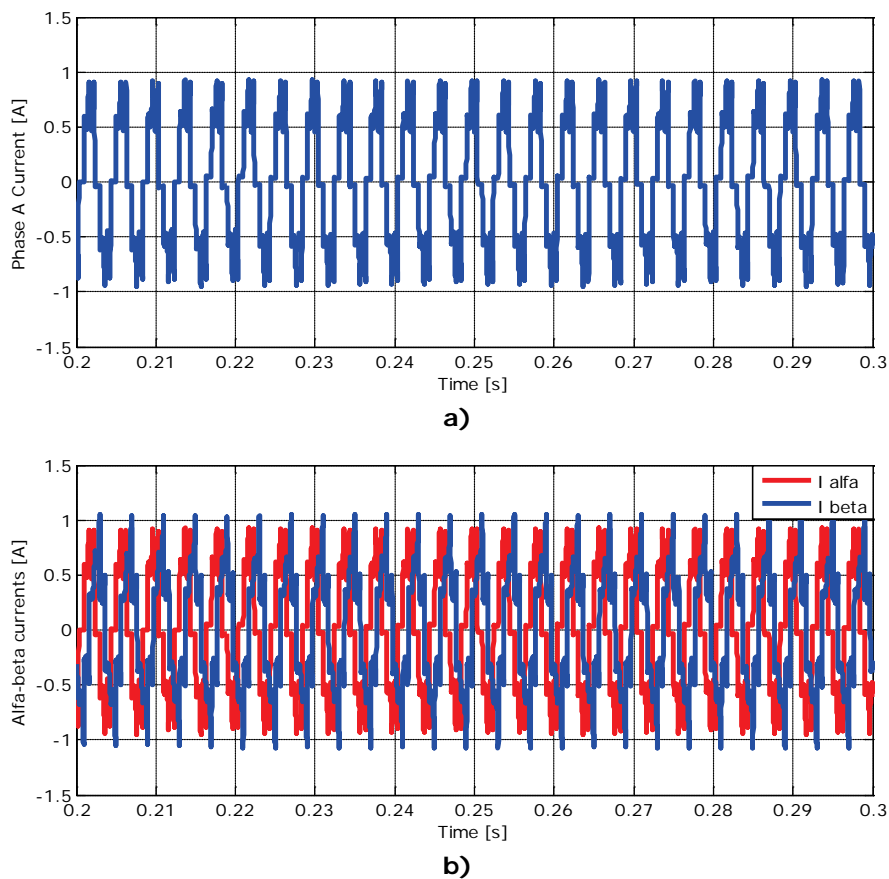 1.5
1
0.5
0
-0.5
-1
-1.5
Phase A Current [A]
0.2 0.21 0.22 0.23 0.24 0.25 0.26 0.27 0.28 0.29 0.3
Time [s]
a)
1.5
1
0.5
0
-0.5
-1
-1.5
Alfa-beta currents [A]
I alfa
I beta
0.2 0.21 0.22 0.23 0.24 0.25 0.26 0.27 0.28 0.29 0.3
Time [s]
b)